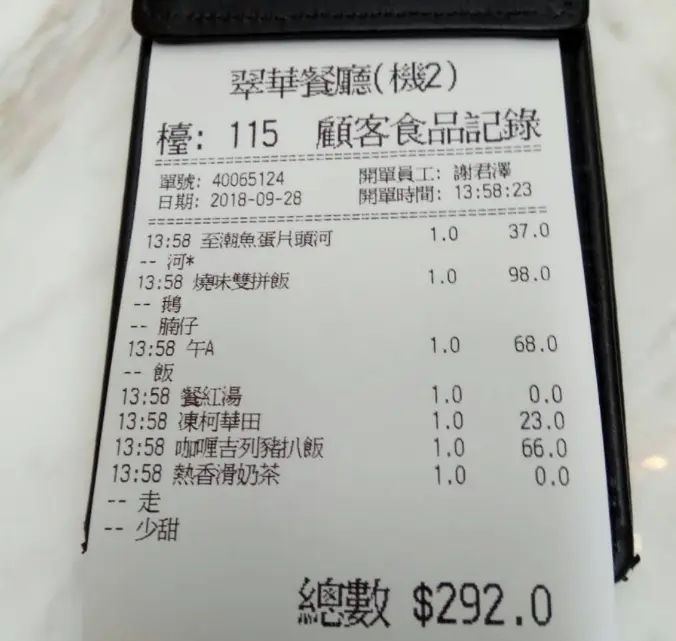 翠華餐廳(機2)
檯: 115 顧客食品記錄
單號: 40065124 開單員工: 謝君澤
日期: 2018-09-28 開單時間: 13:58:23
13:58 至潮魚蛋片頭河 1.0 37.0
-- 河*
13:58 燒味雙拼飯 1.0 98.0
-- 鵝
-- 腩仔
13:58 午A 1.0 68.0
-- 飯
13:58 餐紅湯 1.0 0.0
13:58 凍柯華田 1.0 23.0
13:58 咖喱吉列豬扒飯 1.0 66.0
13:58 熱香滑奶茶 1.0 0.0
-- 走
-- 少甜
總數 $292.0